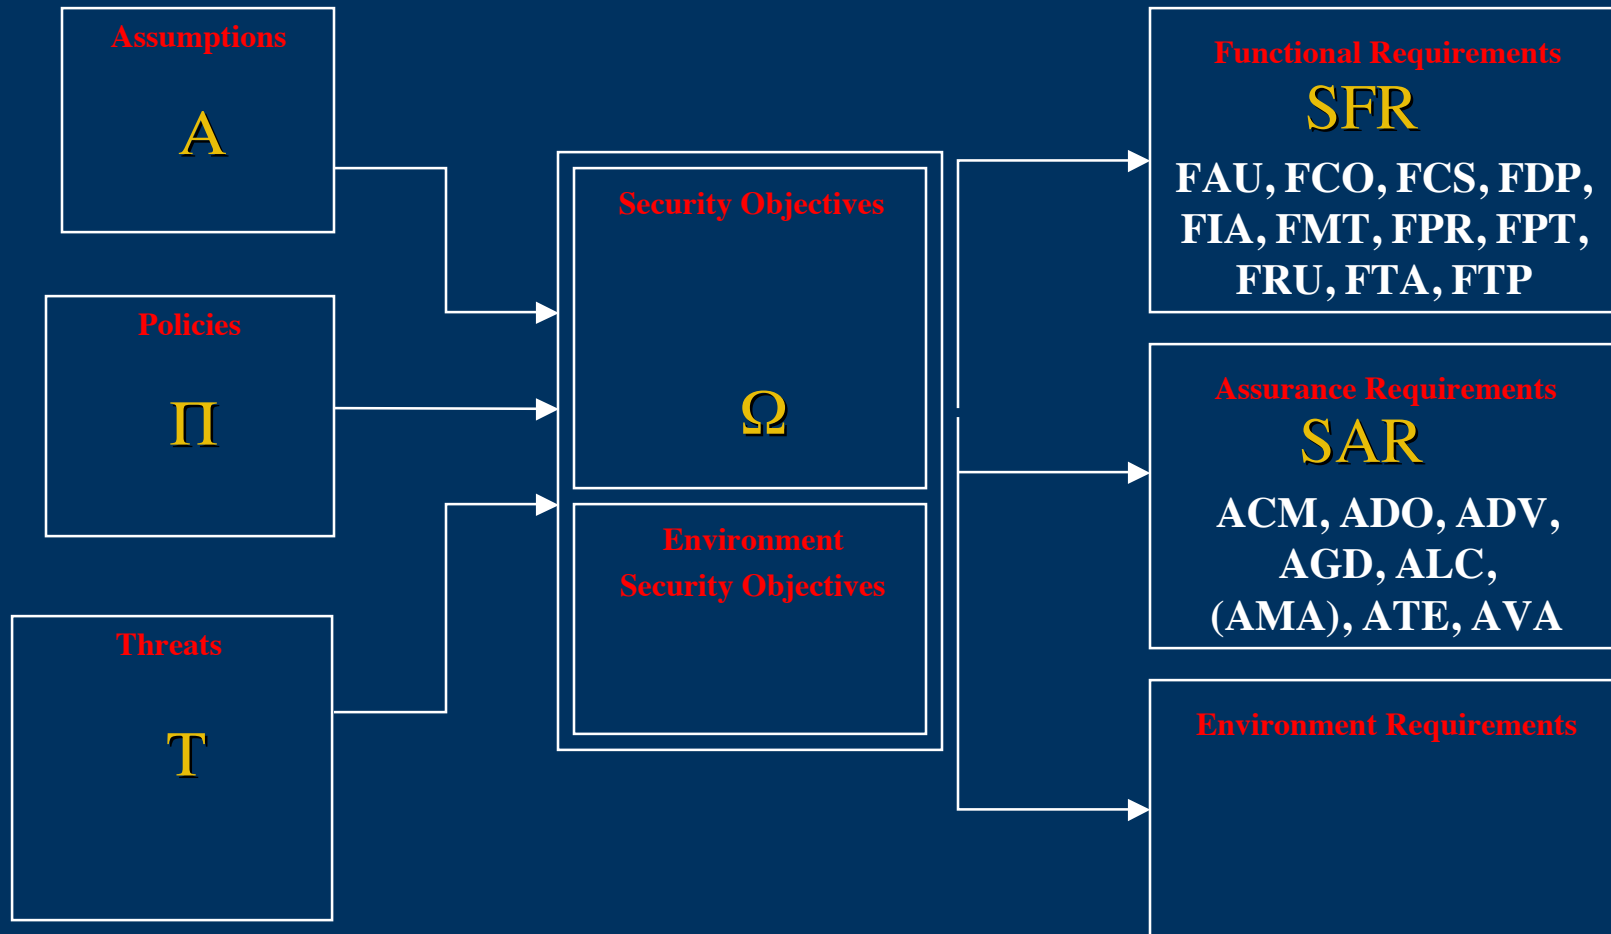 Assumptions
Α
Policies
Π
Threats
Τ
Security Objectives
Ω
Environment
Security Objectives
Functional Requirements
SFR
FAU, FCO, FCS, FDP,
FIA, FMT, FPR, FPT,
FRU, FTA, FTP
Assurance Requirements
SAR
ACM, ADO, ADV,
AGD, ALC,
(AMA), ATE, AVA
Environment Requirements